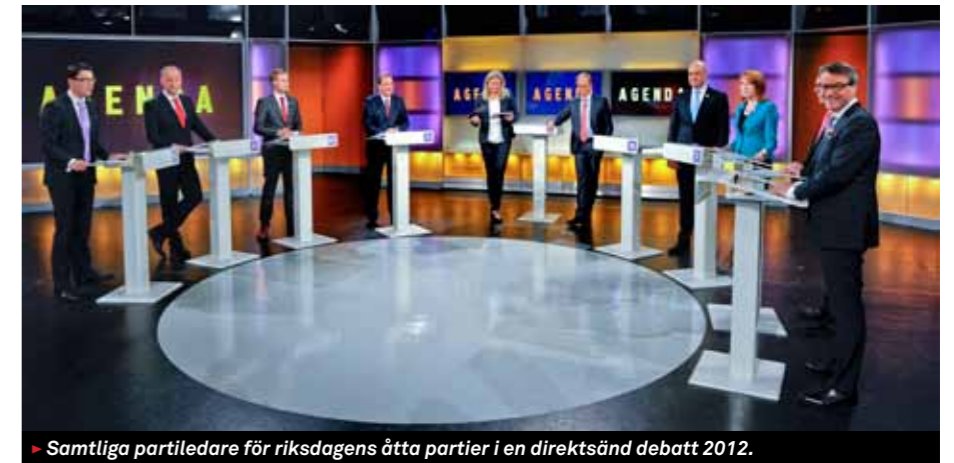 AGENDA
AGENDA
AGENDA
AGENDA
► Samtliga partiledare för riksdagens åtta partier i en direktsänd debatt 2012.